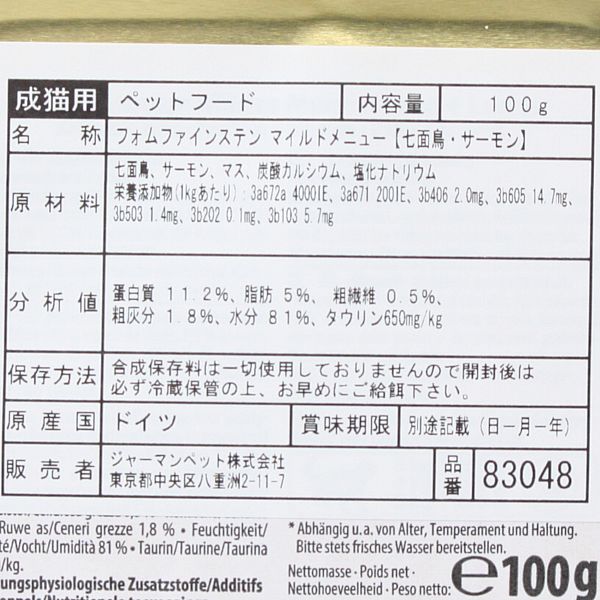 成猫用 ペットフード 内容量 100g
名 称 フォムファインステン マイルドメニュー【七面鳥・サーモン】
原材料 七面鳥、サーモン、マス、炭酸カルシウム、塩化ナトリウム
栄養添加物(1kgあたり):3a672a 4000IE、3a671 200IE、3b406 2.0mg、3b605 14.7mg、
3b503 1.4mg、3b202 0.1mg、3b103 5.7mg
分析値 蛋白質 11.2%、脂肪 5%、 粗繊維 0.5%、
粗灰分 1.8%、水分 81%、タウリン650mg/kg
保存方法 合成保存料は一切使用しておりませんので開封後は
必ず冷蔵保管の上、お早めにご給餌下さい。
原産国 ドイツ 賞味期限 別途記載(日―月―年)
販売者 ジャーマンペット株式会社
東京都中央区八重洲2-11-7
品番 83048
Ruwe as/Ceneri grezze 1,8 % • Feuchtigkeit/
té/Vocht/Umidità 81 % • Taurin/Taurine/Taurina
/kg.
ungsphysiologische Zusatzstoffe/Additifs
* Abhängig u.a. von Alter, Temperament und Haltung.
Bitte stets frisches Wasser bereitstellen.
Nettomasse · Poids net ·
Nettohoeveelheid · Peso netto:
℮100g